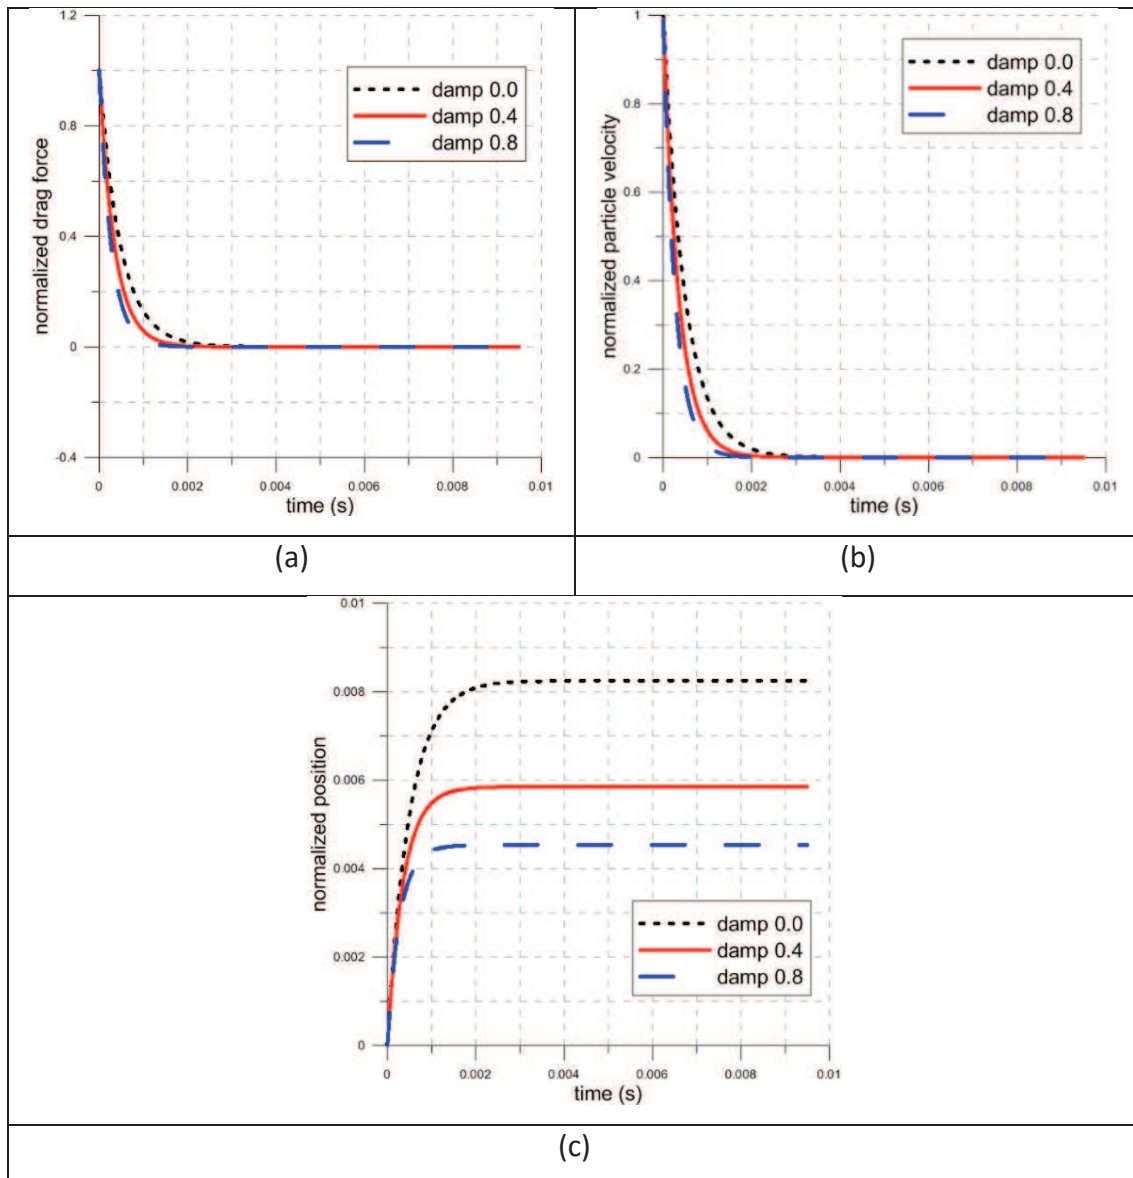 1.2
0.8
0.4
0
-0.4
normalized drag force
0 0.002 0.004 0.006 0.008 0.01
time (s)
damp 0.0
damp 0.4
damp 0.8
(a)
1
0.8
0.6
0.4
0.2
0
normalized particle velocity
0 0.002 0.004 0.006 0.008 0.01
time (s)
damp 0.0
damp 0.4
damp 0.8
(b)
0.01
0.008
0.006
0.004
0.002
0
normalized position
0 0.002 0.004 0.006 0.008 0.01
time (s)
damp 0.0
damp 0.4
damp 0.8
(c)